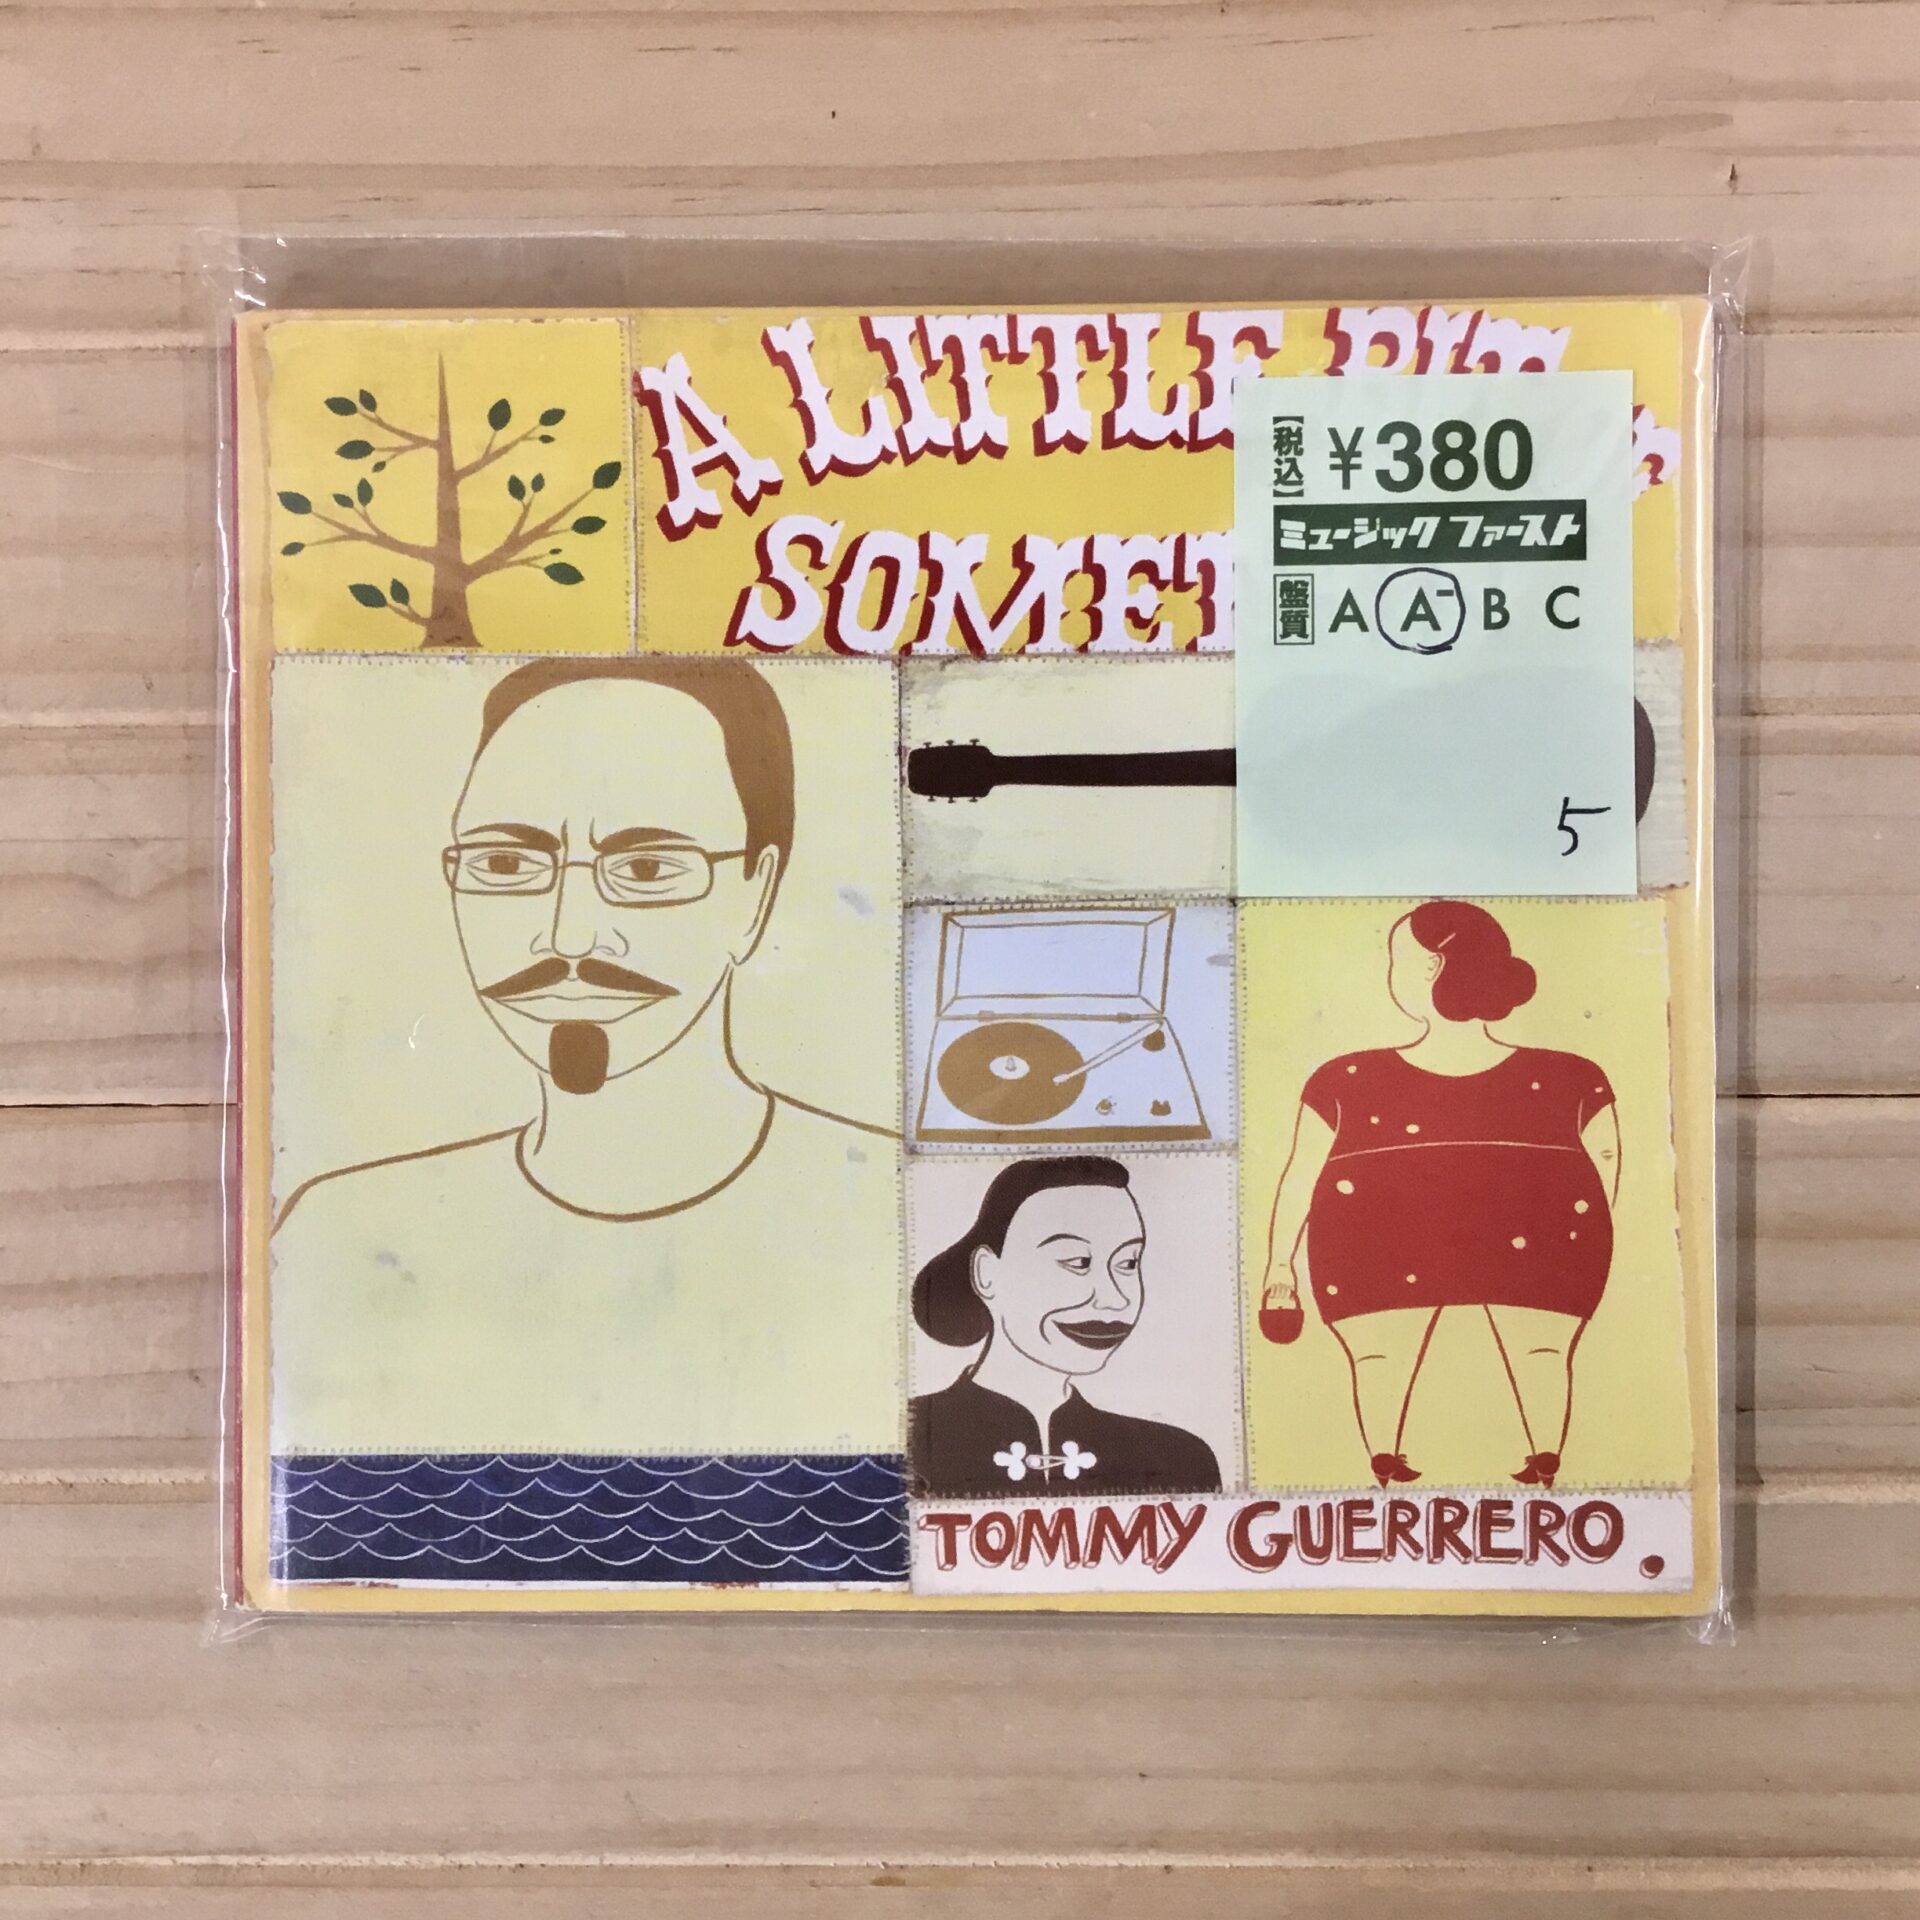 A LITTLE BIT
SOME
【税込】 ¥380
ミュージックファースト
盤質 A A- B C
5
TOMMY GUERRERO.